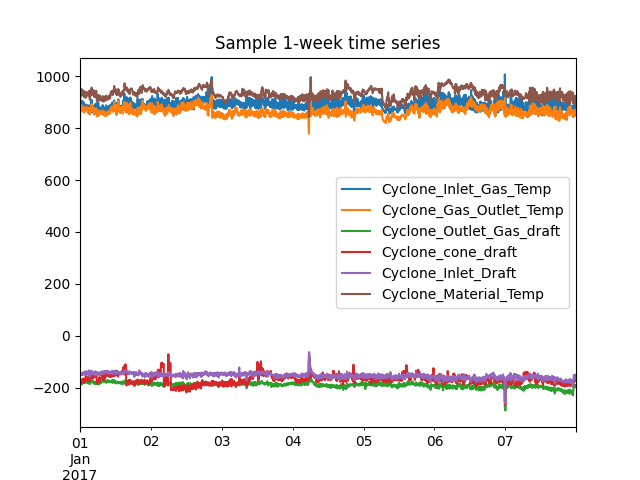 Sample 1-week time series
1000
800
600
400
200
0
−200
Cyclone_Inlet_Gas_Temp
Cyclone_Gas_Outlet_Temp
Cyclone_Outlet_Gas_draft
Cyclone_cone_draft
Cyclone_Inlet_Draft
Cyclone_Material_Temp
01 02 03 04 05 06 07
Jan
2017